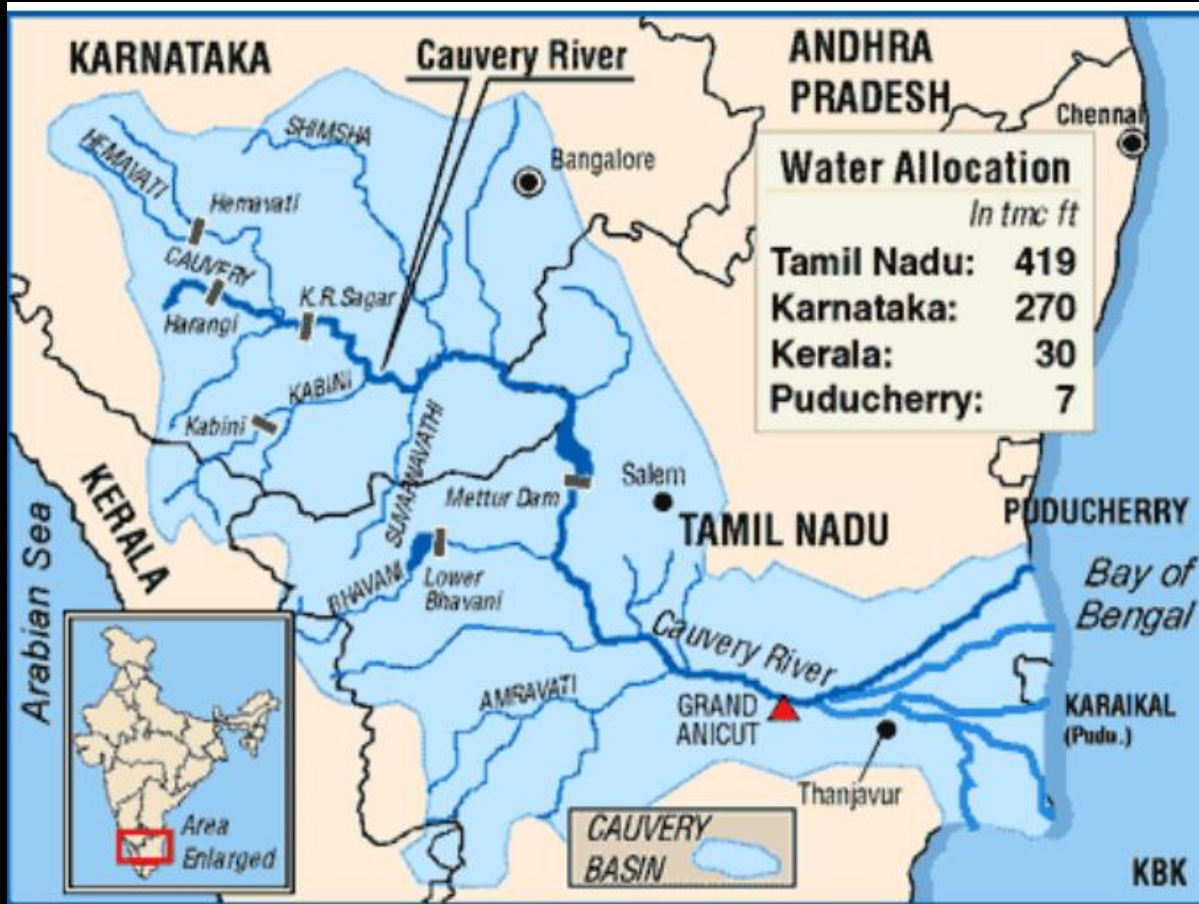 KARNATAKA
Cauvery River
ANDHRA
PRADESH
Chennai
SHIMSHA
Bangalore
HEMAVATI
Hemavati
Water Allocation
In tmc ft
Tamil Nadu: 419
Karnataka: 270
Kerala: 30
Puducherry: 7
CAUVERY
K.R.Sagar
Harangi
KABINI
Kabini
SUVARNAVATHI
Mettur Dam
Salem
KERALA
TAMIL NADU
PUDUCHERRY
Bay of
Bengal
Arabian Sea
BHAVANI
Lower
Bhavani
Cauvery River
AMRAVATI
GRAND
ANICUT
KARAIKAL
(Pudu.)
Thanjavur
Area
Enlarged
CAUVERY
BASIN
KBK